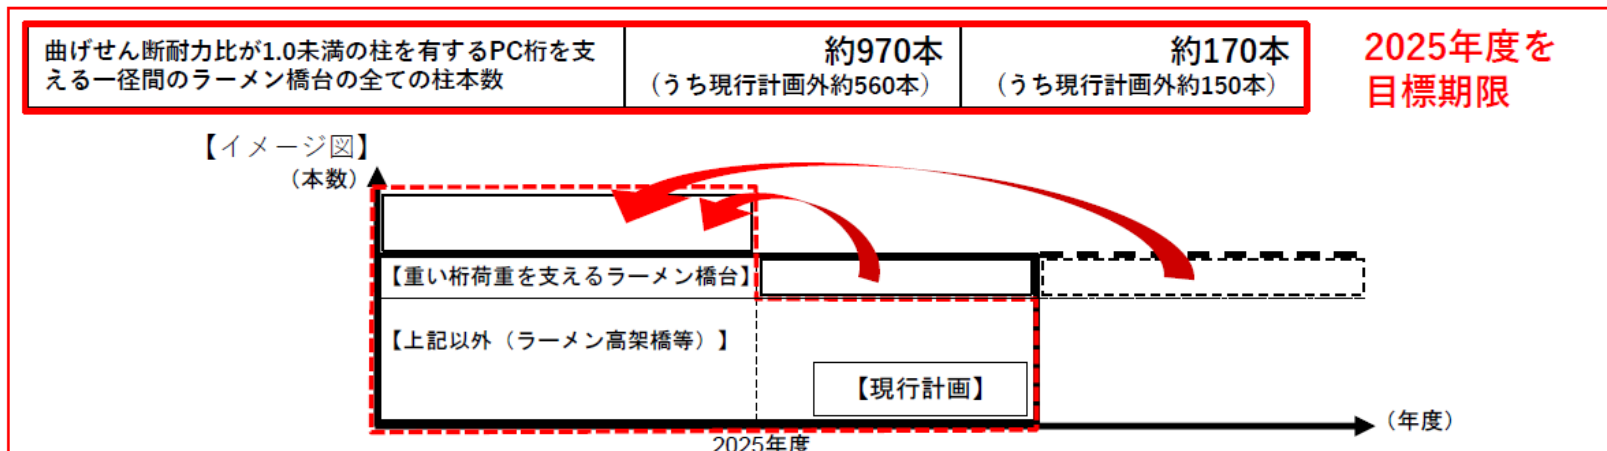 曲げせん断耐力比が1.0未満の柱を有するPC桁を支
える一径間のラーメン橋台の全ての柱本数
約970本
（うち現行計画外約560本）
約170本
（うち現行計画外約150本）
2025年度を
目標期限
【イメージ図】
（本数）
【重い桁荷重を支えるラーメン橋台】
【上記以外（ラーメン高架橋等）】
【現行計画】
（年度）
2025年度